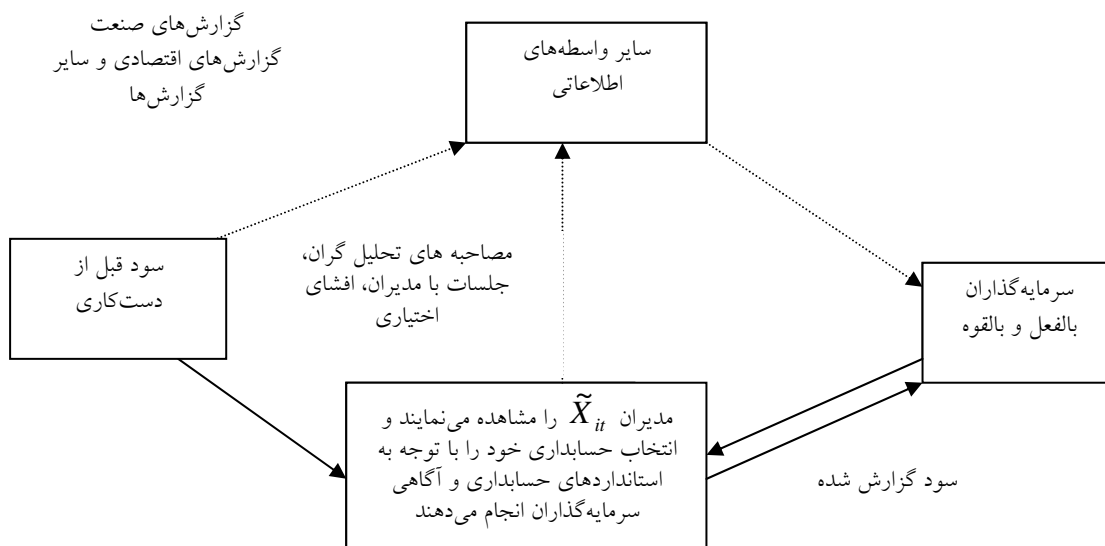 گزارش‌های صنعت
گزارش‌های اقتصادی و سایر
گزارش‌ها
سایر واسطه‌های
اطلاعاتی
سود قبل از
دست‌کاری
مصاحبه های تحلیل گران،
جلسات با مدیران، افشای
اختیاری
سرمایه‌گذاران
بالفعل و بالقوه
مدیران X̃it را مشاهده می‌نمایند و
انتخاب حسابداری خود را با توجه به
استانداردهای حسابداری و آگاهی
سرمایه‌گذاران انجام می‌دهند
سود گزارش شده